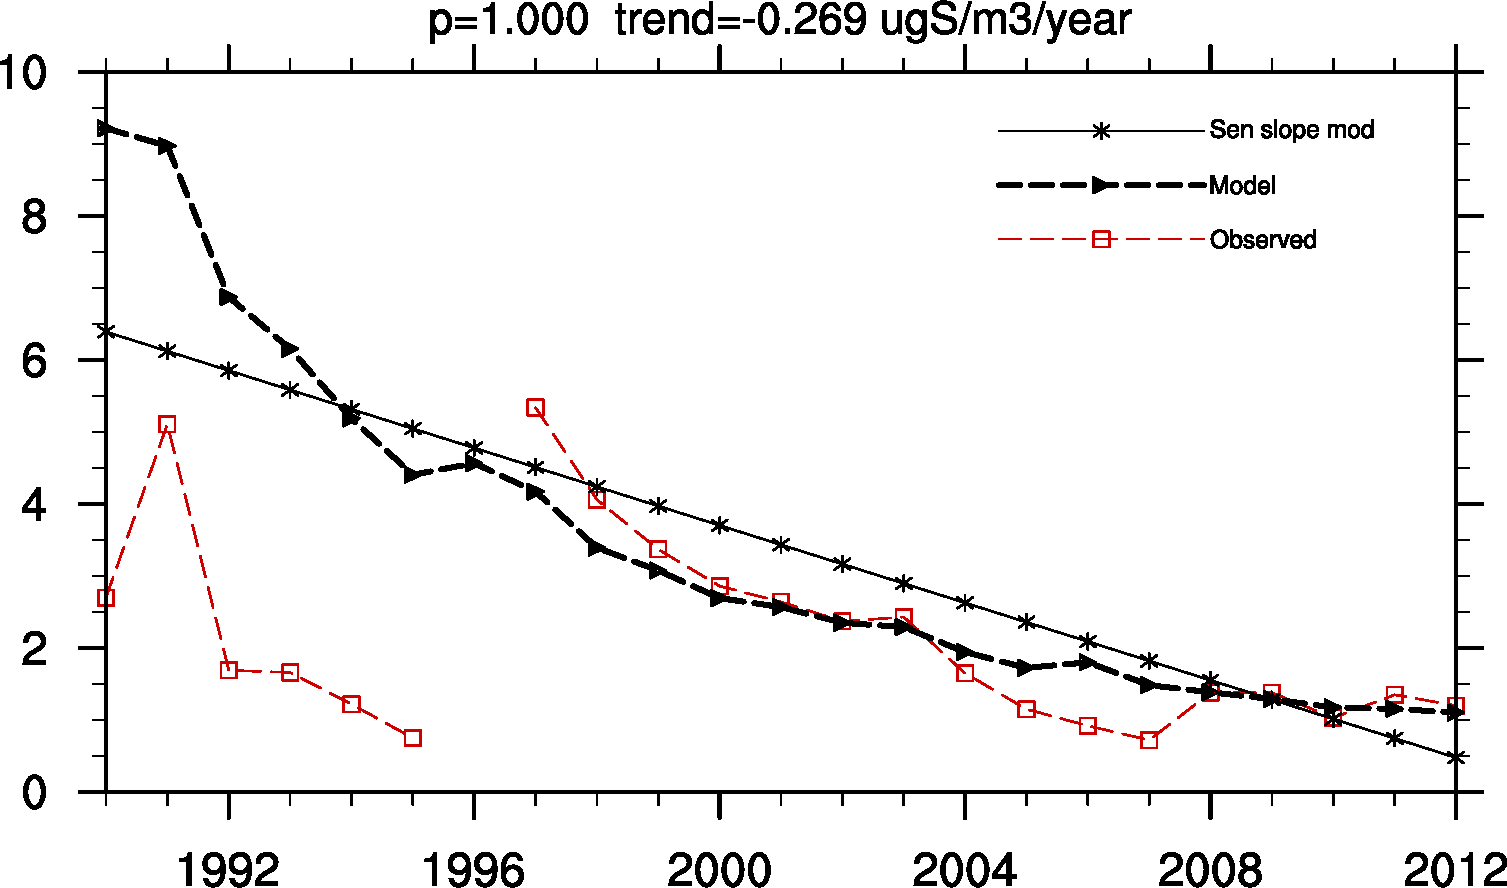 p=1.000 trend=-0.269 ugS/m3/year
10
8
6
4
2
0
Sen slope mod
Model
Observed
1992 1996 2000 2004 2008 2012